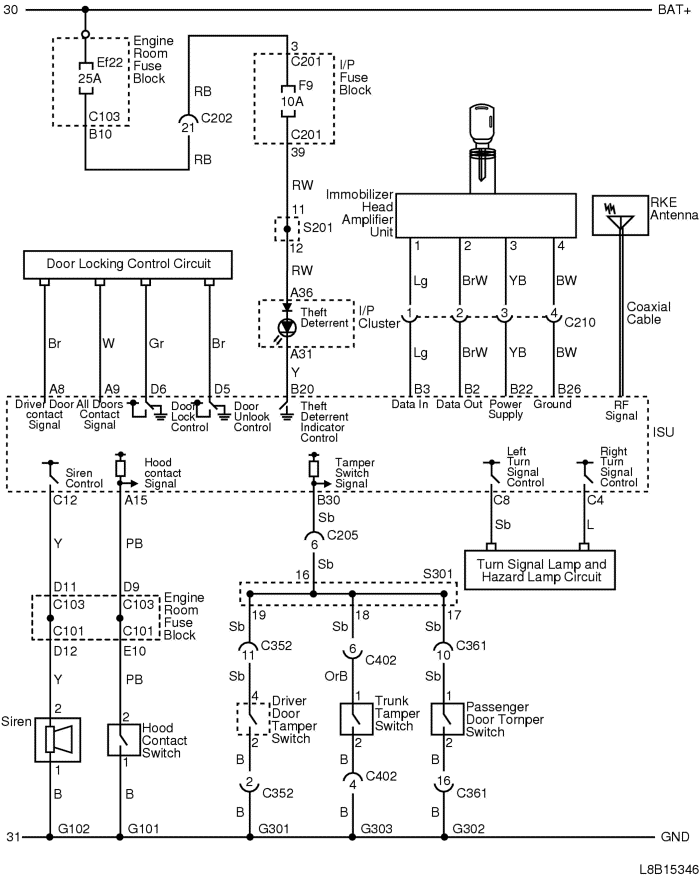 30
BAT+
Engine
Room
Fuse
Block
Ef22
25A
C103
B10
RB
C202
21
RB
3
C201
I/P
Fuse
Block
F9
10A
C201
39
RW
11
S201
12
RW
A36
Theft
Deterrent
I/P
Cluster
A31
Y
B20
Immobilizer
Head
Amplifier
Unit
1
2
3
4
Lg
BrW
YB
BW
1
2
3
4
C210
Lg
BrW
YB
BW
B3
B2
B22
B26
RKE
Antenna
Coaxial
Cable
Door Locking Control Circuit
Br
W
Gr
Br
A8
A9
D6
D5
Driver Door
contact
Signal
All Doors
Contact
Signal
Door
Lock
Control
Door
Unlook
Control
Theft
Deterrent
Indicator
Control
Data In
Data Out
Power
Supply
Ground
RF
Signal
ISU
Siren
Control
Hood
contact
Signal
Tamper
Switch
Signal
Left
Turn
Signal
Control
Right
Turn
Signal
Control
C12
A15
B30
C8
C4
Y
PB
Sb
C205
6
Sb
Sb
L
Turn Signal Lamp and
Hazard Lamp Circuit
16
S301
D11
D9
C103
C103
C101
C101
Engine
Room
Fuse
Block
D12
E10
Y
PB
19
18
17
Sb
Sb
Sb
C352
11
6
C402
10
C361
Sb
OrB
Sb
2
Siren
1
2
Hood
Contact
Switch
1
4
Driver
Door
Tamper
Switch
2
1
Trunk
Tamper
Switch
2
1
Passenger
Door Tornper
Switch
2
B
B
B
B
B
2
C352
C402
4
16
C361
B
B
B
31
G102
G101
G301
G303
G302
GND
L8B15346